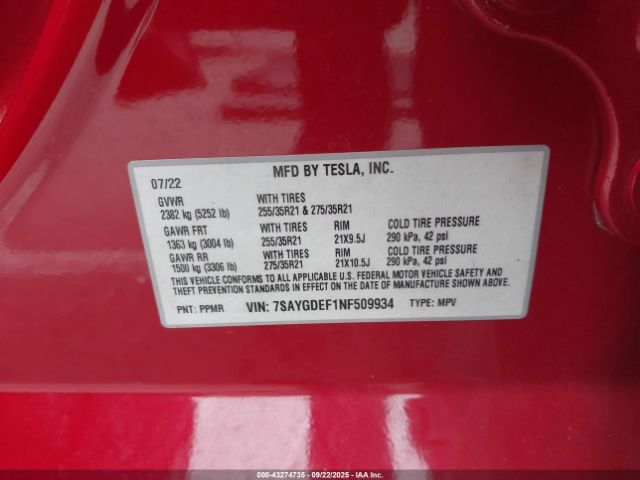 MFD BY TESLA, INC.
07/22
GVWR WITH TIRES
2382 kg (5252 lb) 255/35R21 & 275/35R21
GAWR FRT WITH TIRES RIM COLD TIRE PRESSURE
1363 kg (3004 lb) 255/35R21 21X9.5J 290 kPa, 42 psi
GAWR RR WITH TIRES RIM COLD TIRE PRESSURE
1500 kg (3306 lb) 275/35R21 21X10.5J 290 kPa, 42 psi
THIS VEHICLE CONFORMS TO ALL APPLICABLE U.S. FEDERAL MOTOR VEHICLE SAFETY AND
THEFT PREVENTION STANDARDS IN EFFECT ON THE DATE OF MANUFACTURE SHOWN ABOVE.
PNT: PPMR VIN: 7SAYGDEF1NF509934 TYPE: MPV
000-43274735 - 09/22/2025 - IAAI.COM